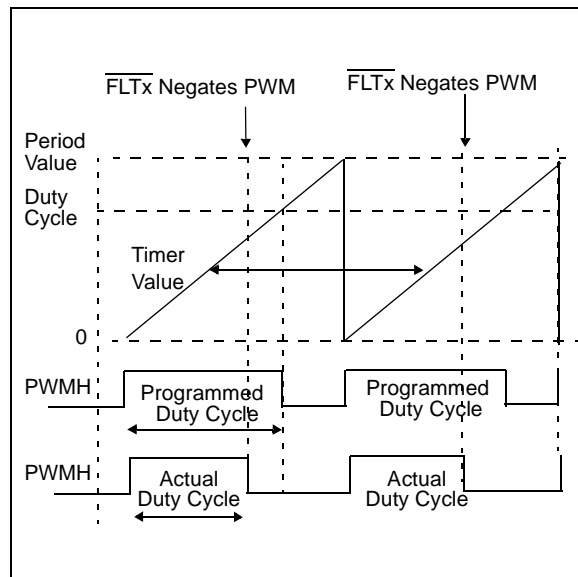 FLTx Negates PWM
FLTx Negates PWM
Period
Value
Duty
Cycle
Timer
Value
0
PWMH
Programmed
Duty Cycle
Programmed
Duty Cycle
PWMH
Actual
Duty Cycle
Actual
Duty Cycle